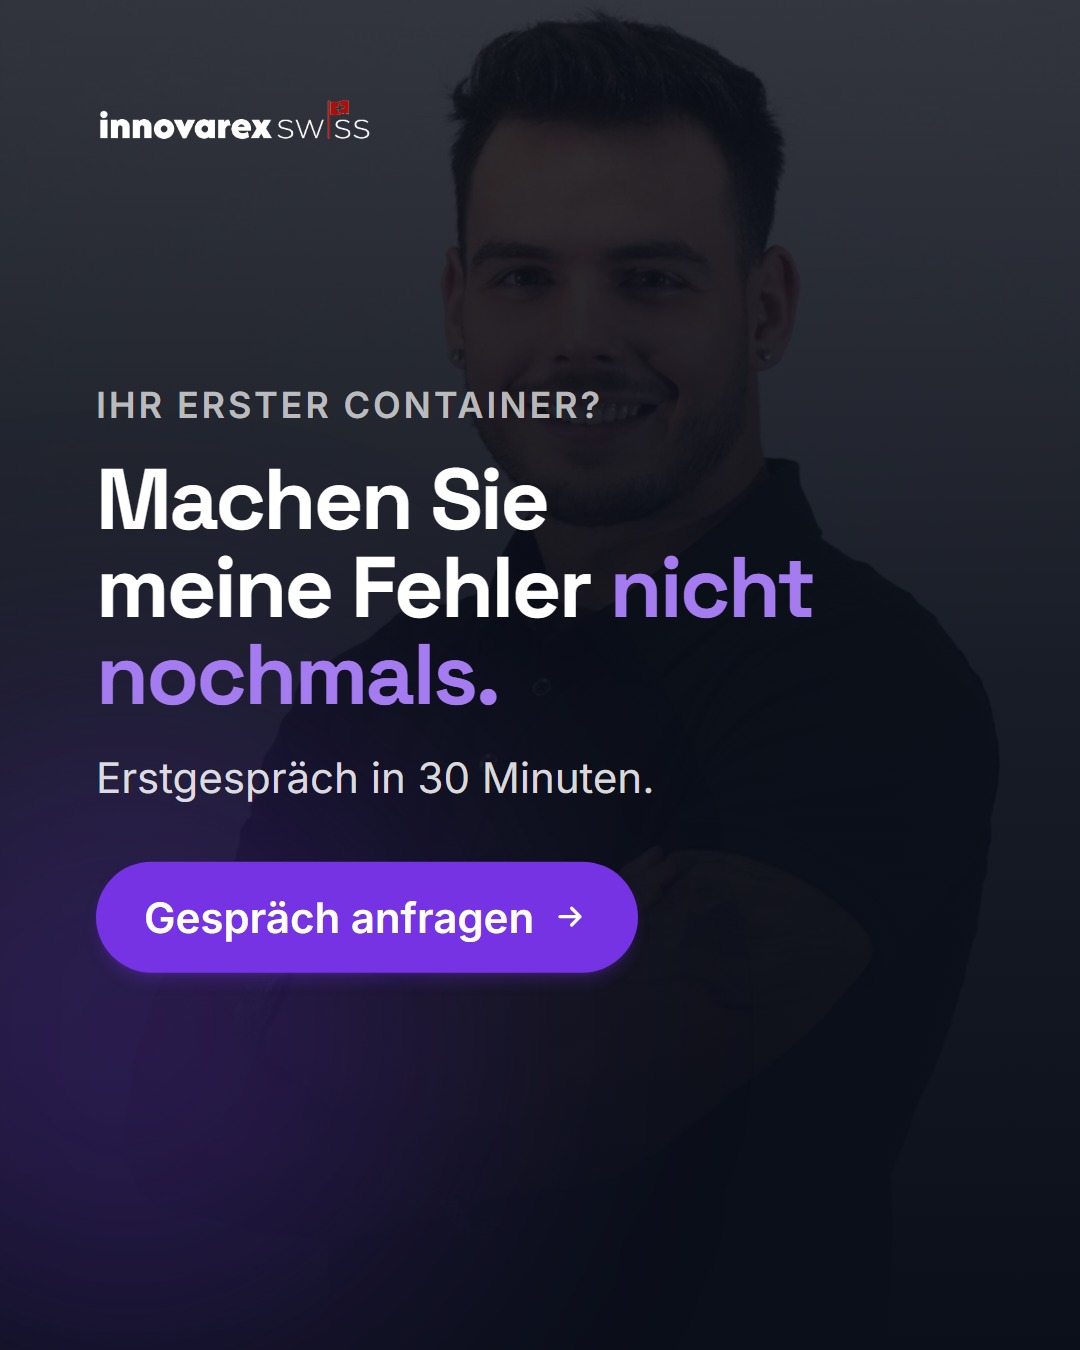 innovarex swiss
IHR ERSTER CONTAINER?
Machen Sie
meine Fehler nicht
nochmals.
Erstgespräch in 30 Minuten.
Gespräch anfragen →